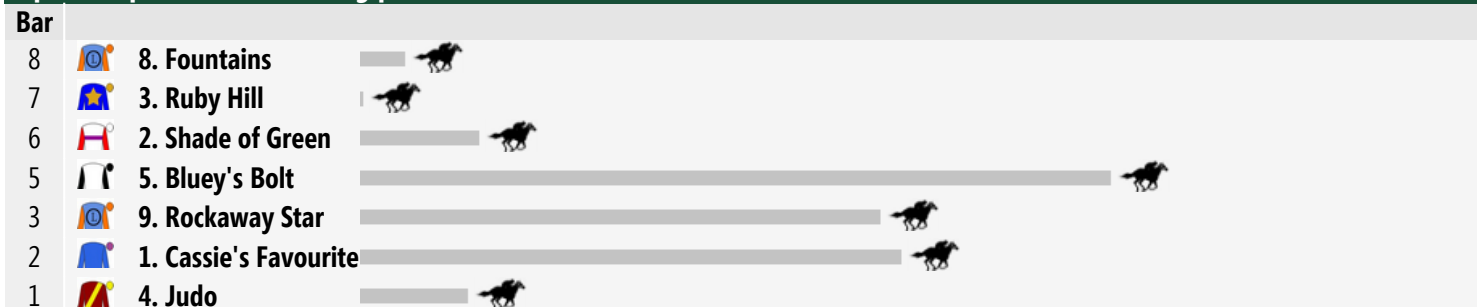 Bar
8 8. Fountains
7 3. Ruby Hill
6 2. Shade of Green
5 5. Bluey's Bolt
3 9. Rockaway Star
2 1. Cassie's Favourite
1 4. Judo